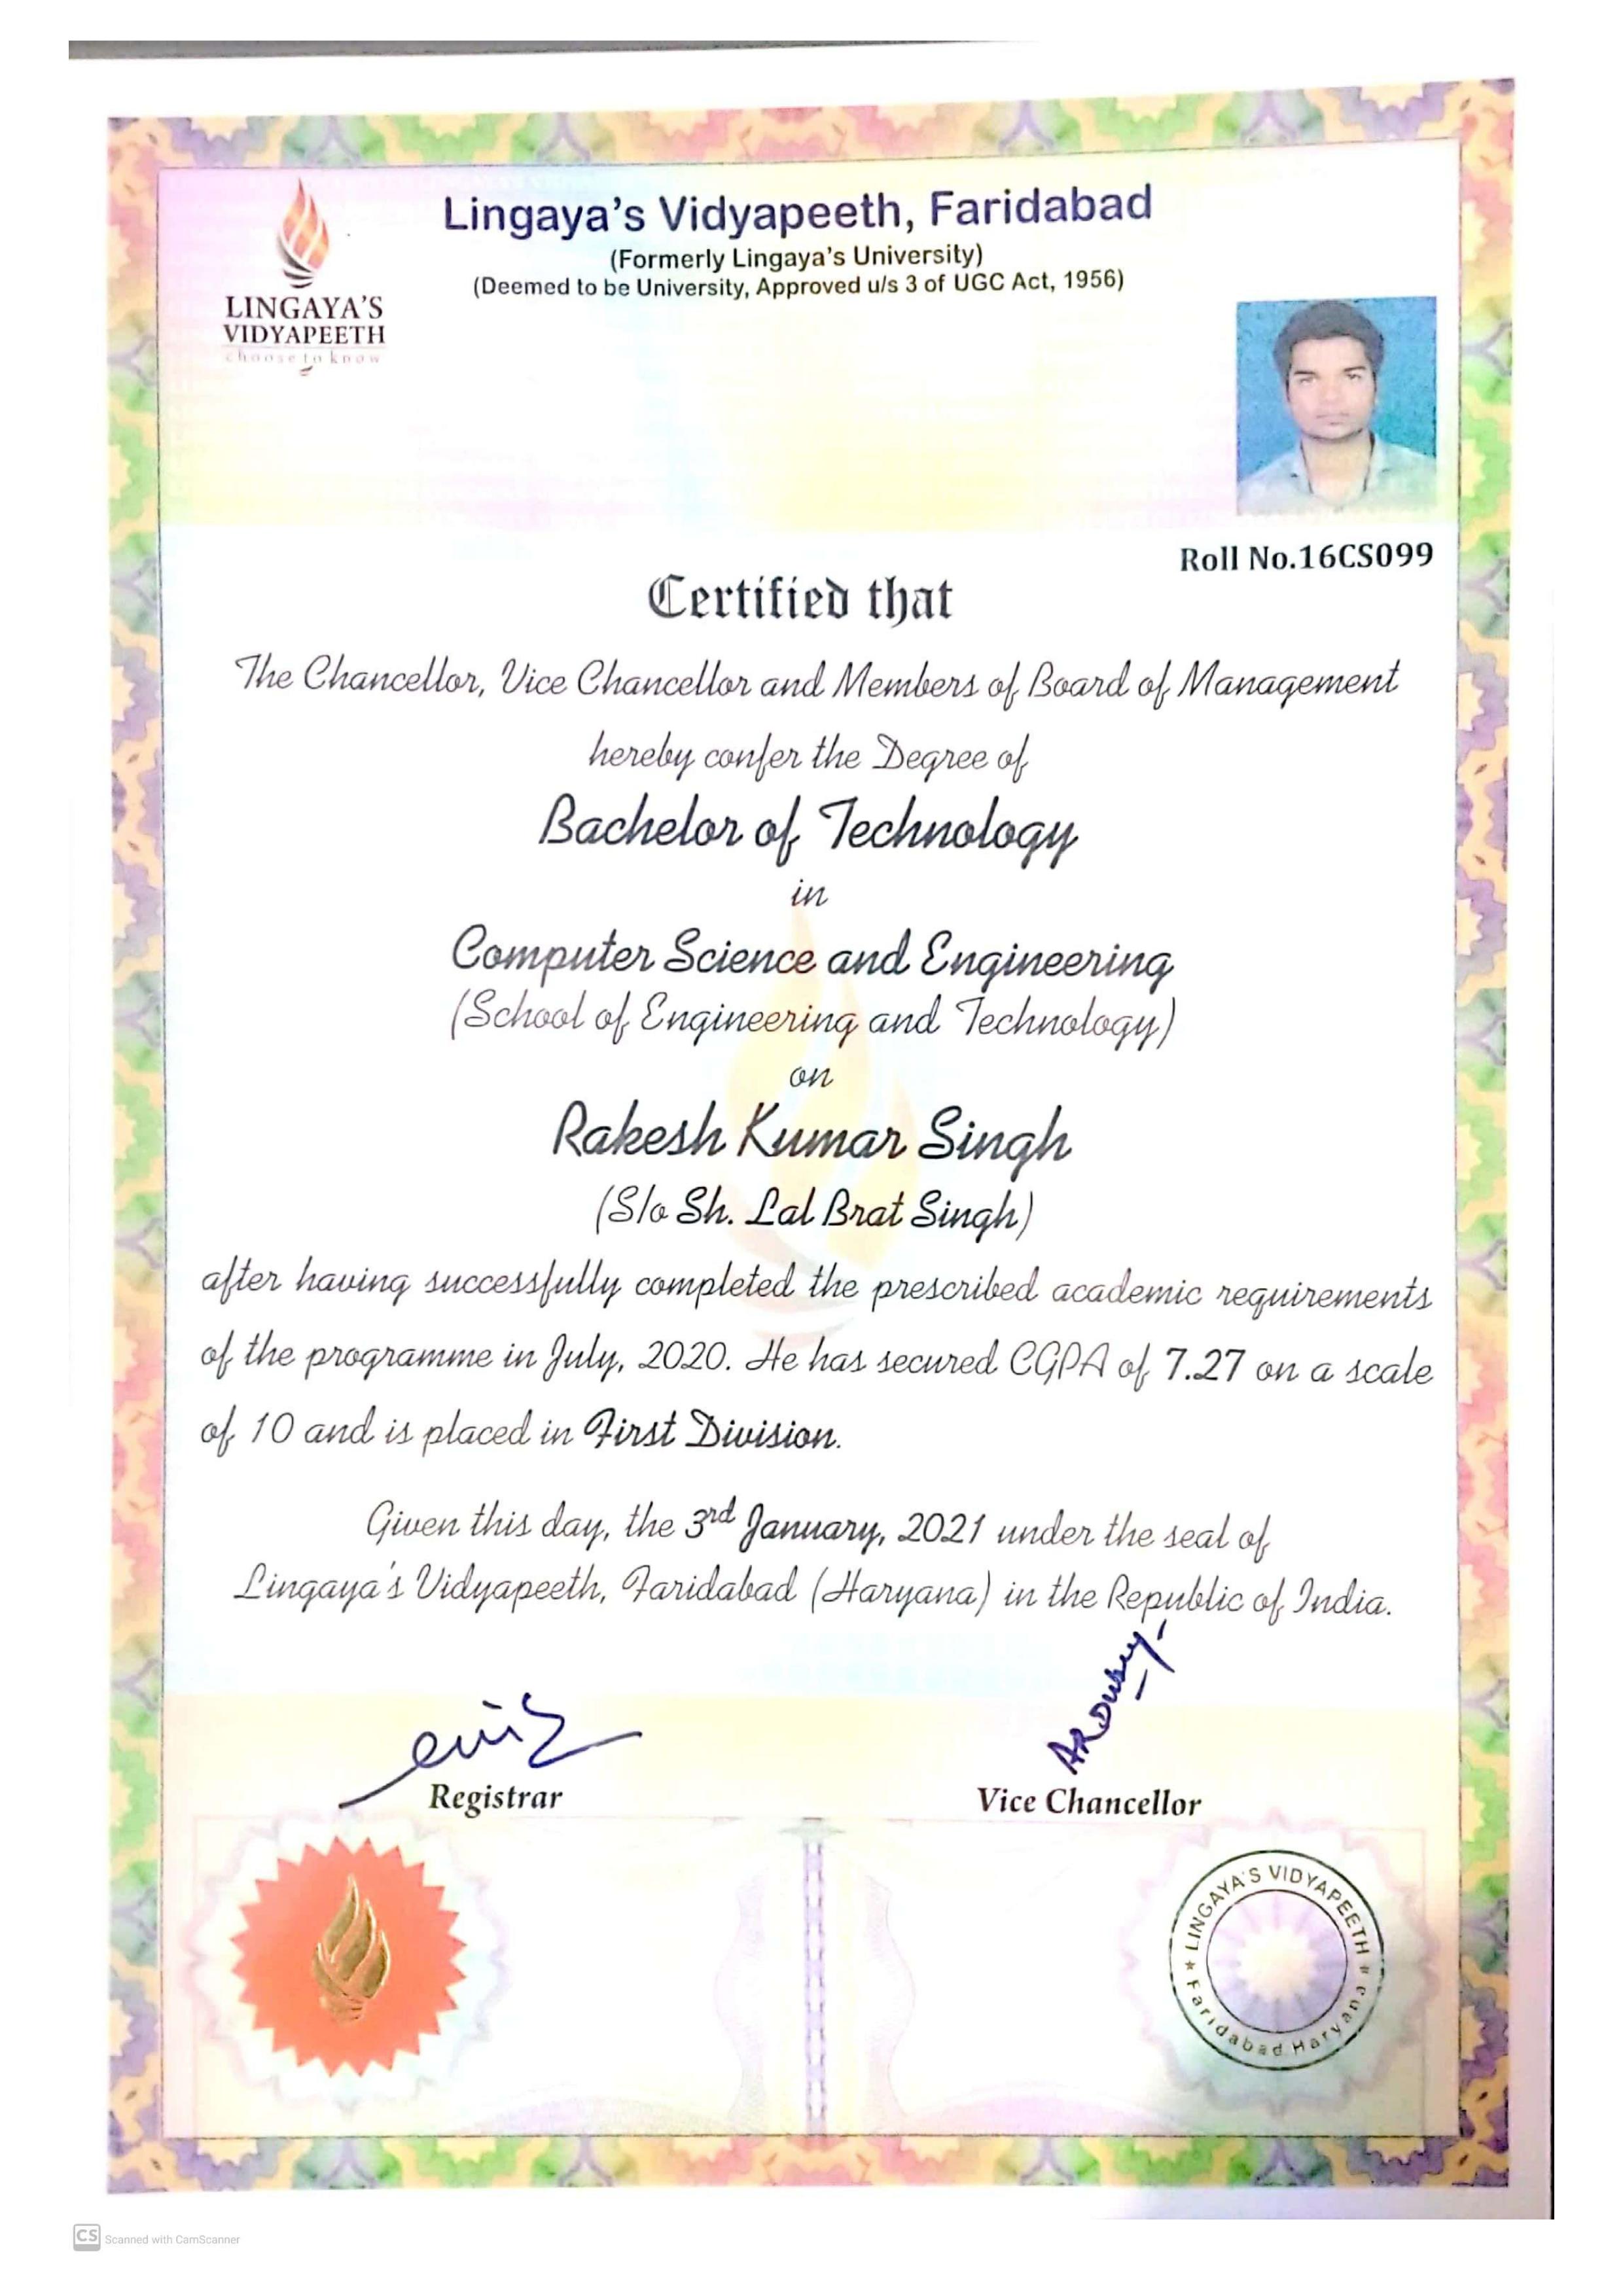 Lingaya's Vidyapeeth, Faridabad
(Formerly Lingaya's University)
(Deemed to be University, Approved u/s 3 of UGC Act, 1956)
LINGAYA'S
VIDYAPEETH
choose to know
Roll No.16CS099
Certified that
The Chancellor, Vice Chancellor and Members of Board of Management
hereby confer the Degree of
Bachelor of Technology
in
Computer Science and Engineering
(School of Engineering and Technology)
on
Rakesh Kumar Singh
(S/o Sh. Lal Brat Singh)
after having successfully completed the prescribed academic requirements
of the programme in July, 2020. He has secured CGPA of 7.27 on a scale
of 10 and is placed in First Division.
Given this day, the 3rd January, 2021 under the seal of
Lingaya's Vidyapeeth, Faridabad (Haryana) in the Republic of India.
ARDubey
Registrar
Vice Chancellor
LINGAYA'S VIDYAPEETH
Faridabad Haryana
CS Scanned with CamScanner